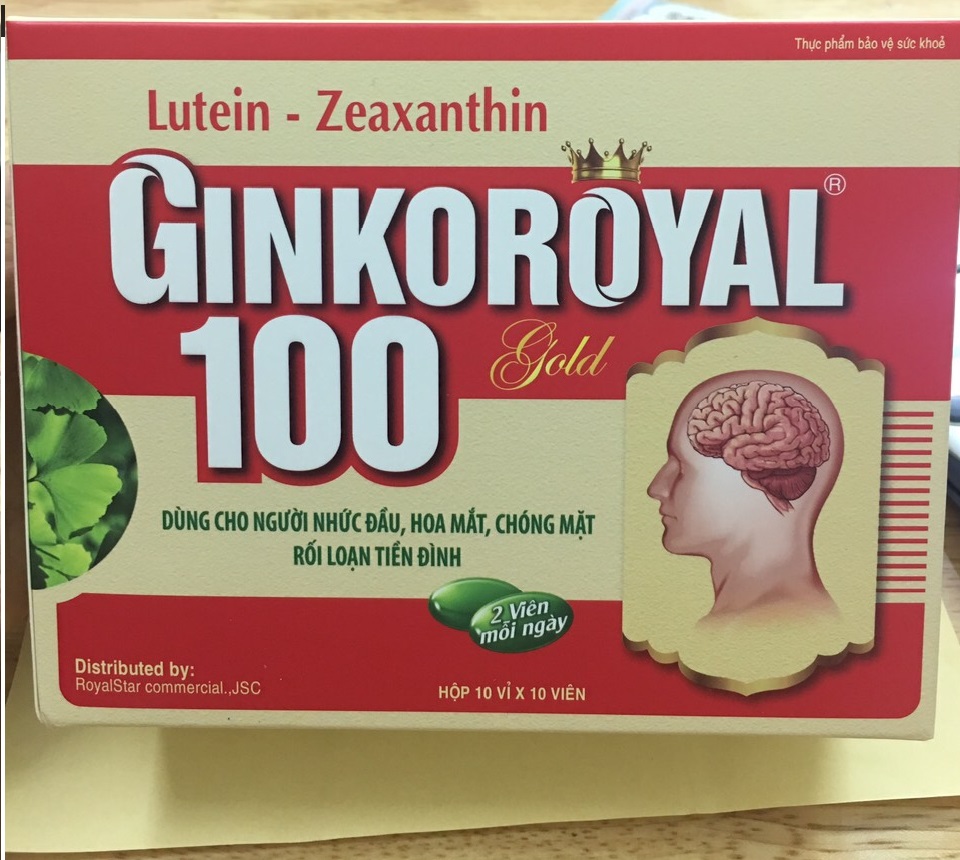 Thực phẩm bảo vệ sức khoẻ
Lutein - Zeaxanthin
GINKOROYAL ®
100
Gold
DÙNG CHO NGƯỜI NHỨC ĐẦU, HOA MẮT, CHÓNG MẶT
RỐI LOẠN TIỀN ĐÌNH
2 Viên
mỗi ngày
Distributed by:
RoyalStar commercial.,JSC
HỘP 10 VỈ X 10 VIÊN